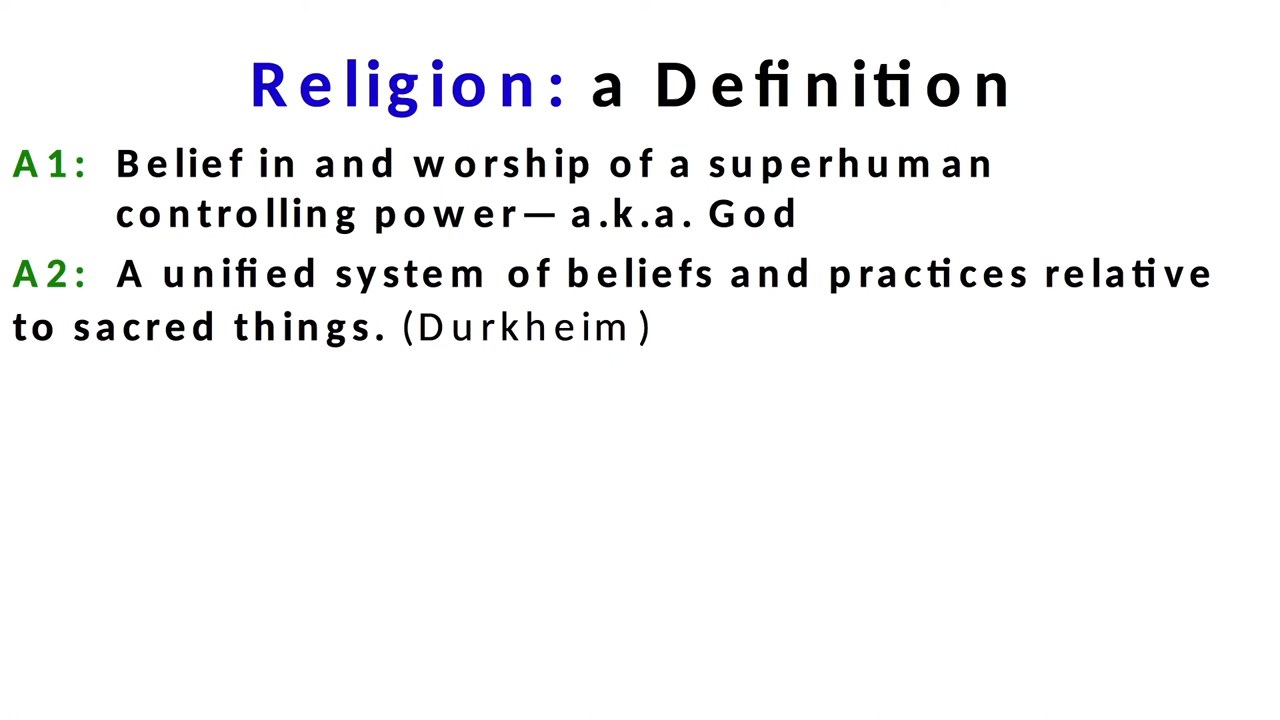 Religion: a Definition
A1: Belief in and worship of a superhuman
controlling power— a.k.a. God
A2: A unified system of beliefs and practices relative
to sacred things. (Durkheim)